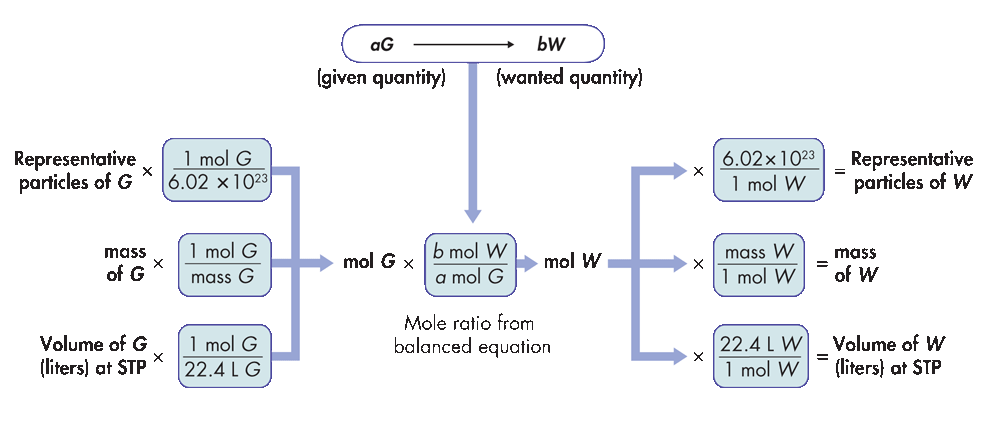 aG ⟶ bW
(given quantity) (wanted quantity)
Representative
particles of G
×
1 mol G
6.02 × 10²³
mass
of G
×
1 mol G
mass G
Volume of G
(liters) at STP
×
1 mol G
22.4 L G
mol G ×
b mol W
a mol G
mol W
Mole ratio from
balanced equation
×
6.02×10²³
1 mol W
=
Representative
particles of W
×
mass W
1 mol W
=
mass
of W
×
22.4 L W
1 mol W
=
Volume of W
(liters) at STP